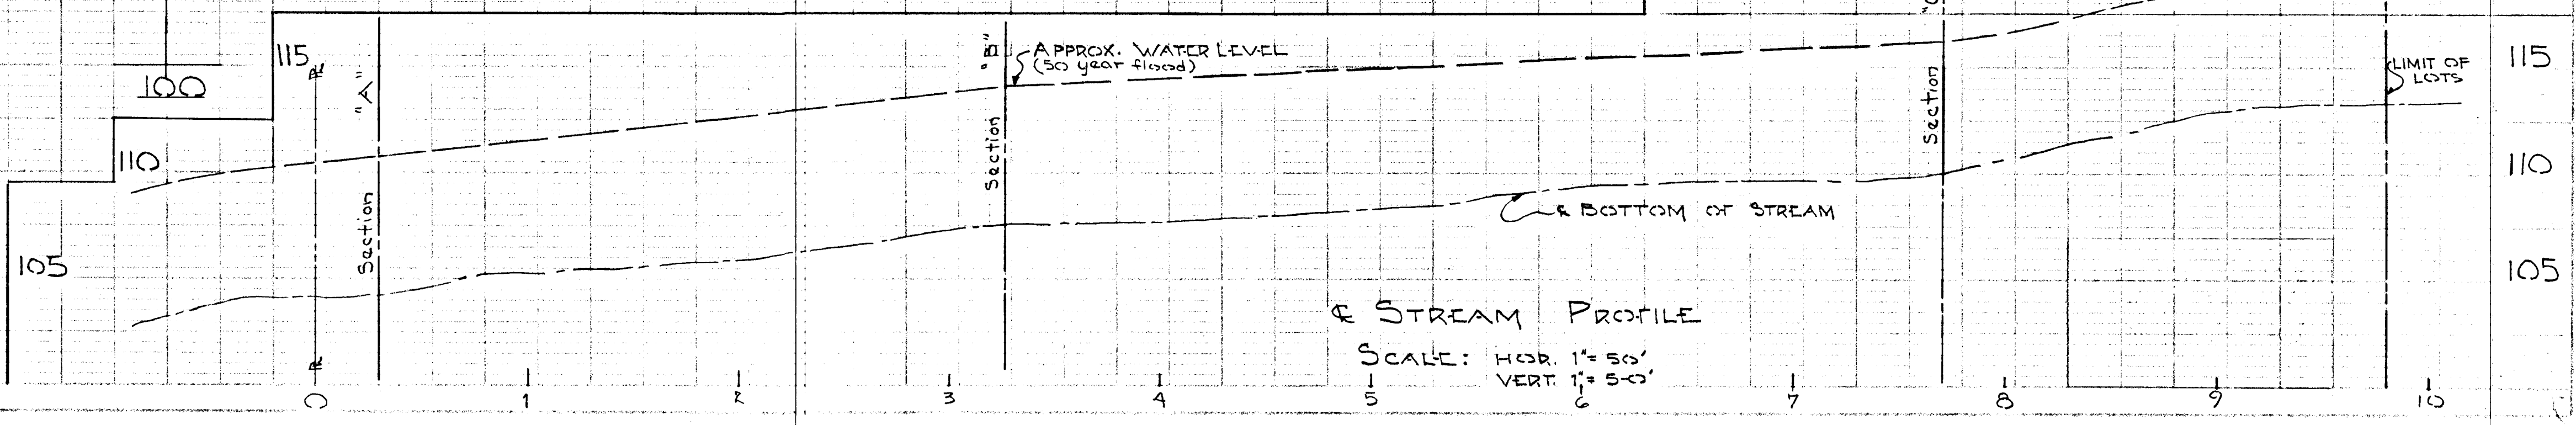 115
100
110
105
℄
℄
"A"
Section
"B"
Section
APPROX. WATER LEVEL
(50 year flood)
℄ BOTTOM OF STREAM
Section
LIMIT OF
LOTS
115
110
105
℄ STREAM PROFILE
SCALE: HOR. 1"= 50'
VERT. 1"= 5-0'
0 1 2 3 4 5 6 7 8 9 10